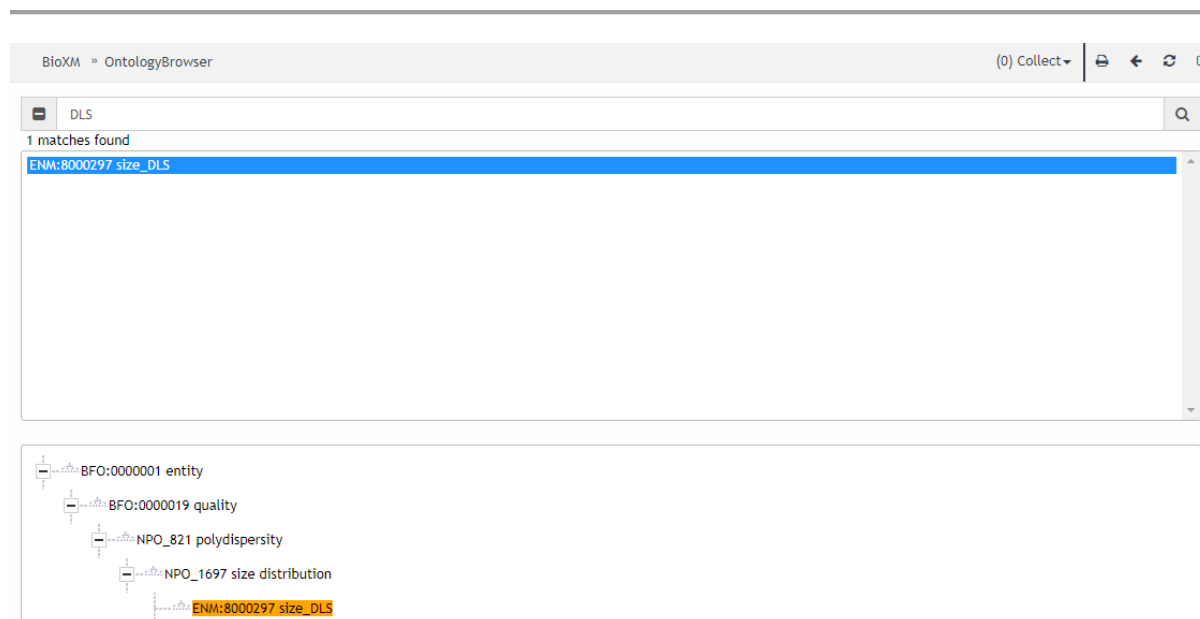 BioXM » OntologyBrowser (0) Collect
DLS
1 matches found
ENM:8000297 size_DLS
BFO:0000001 entity
BFO:0000019 quality
NPO_821 polydispersity
NPO_1697 size distribution
ENM:8000297 size_DLS